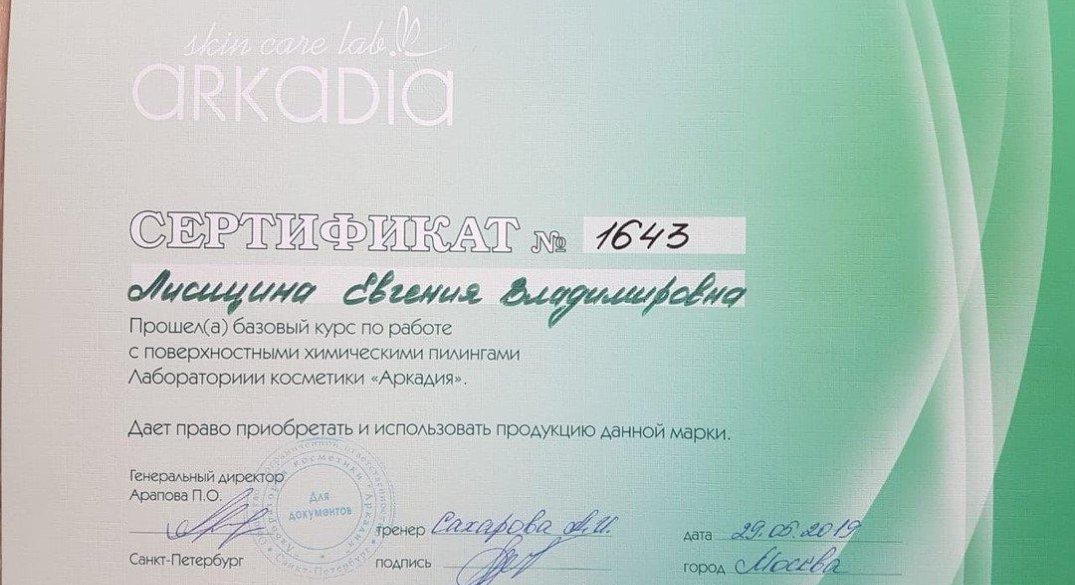 skin care lab.
ARKADIA
СЕРТИФИКАТ № 1643
Лисицина Евгения Владимировна
Прошел(а) базовый курс по работе
с поверхностными химическими пилингами
Лабораториии косметики «Аркадия».
Дает право приобретать и использовать продукцию данной марки.
Генеральный директор
Арапова П.О.
Для
документов
тренер Сахарова А.И.
дата 29.05.2019
Санкт-Петербург
подпись
город Москва